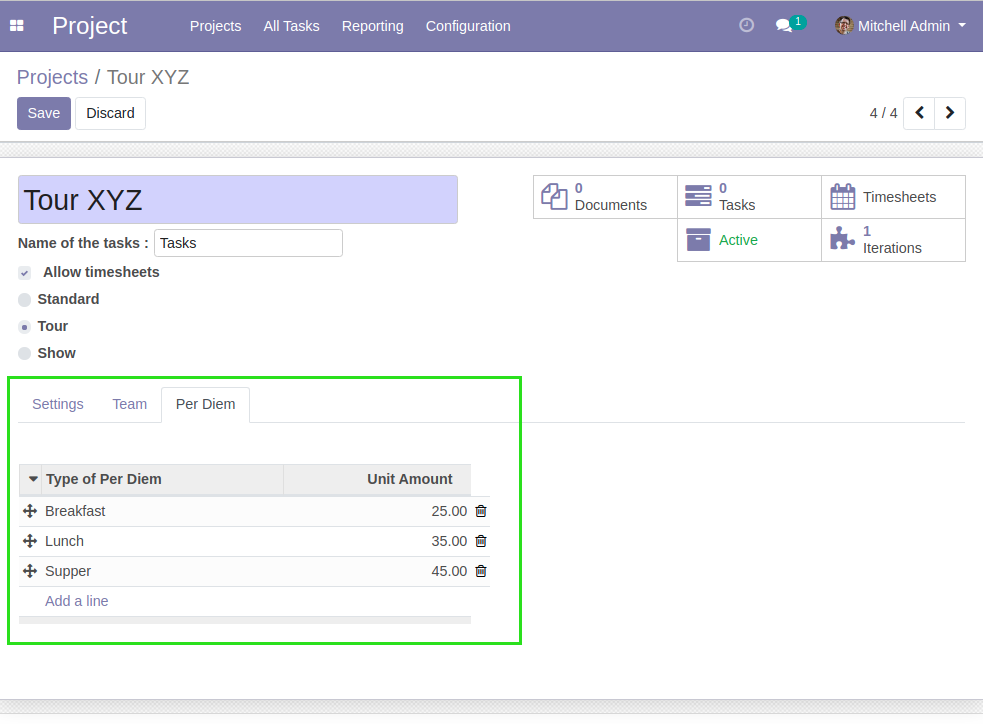 Project Projects All Tasks Reporting Configuration 1 Mitchell Admin
Projects / Tour XYZ
Save Discard 4 / 4
Tour XYZ
0 Documents
0 Tasks
Timesheets
Active
1 Iterations
Name of the tasks : Tasks
Allow timesheets
Standard
Tour
Show
Settings Team Per Diem
Type of Per Diem Unit Amount
Breakfast 25.00
Lunch 35.00
Supper 45.00
Add a line